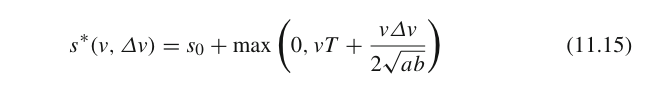 s*(v, Δv) = s₀ + max (0, vT + vΔv / 2√ab) (11.15)